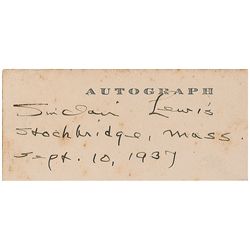 AUTOGRAPH
Sinclair Lewis
Stockbridge, Mass.
Sept. 10, 1937